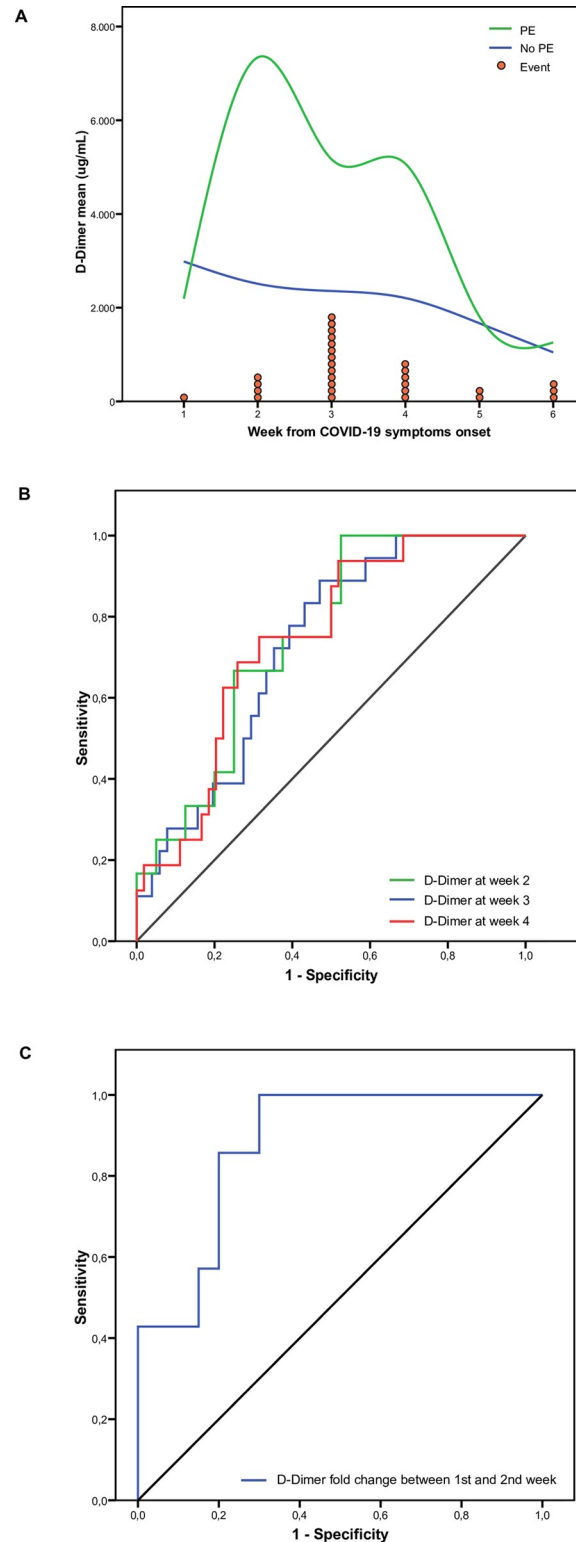 A
PE
No PE
Event
D-Dimer mean (ug/mL)
8.000
6.000
4.000
2.000
0
1 2 3 4 5 6
Week from COVID-19 symptoms onset
B
Sensitivity
1,0
0,8
0,6
0,4
0,2
0,0
D-Dimer at week 2
D-Dimer at week 3
D-Dimer at week 4
0,0 0,2 0,4 0,6 0,8 1,0
1 - Specificity
C
Sensitivity
1,0
0,8
0,6
0,4
0,2
0,0
D-Dimer fold change between 1st and 2nd week
0,0 0,2 0,4 0,6 0,8 1,0
1 - Specificity